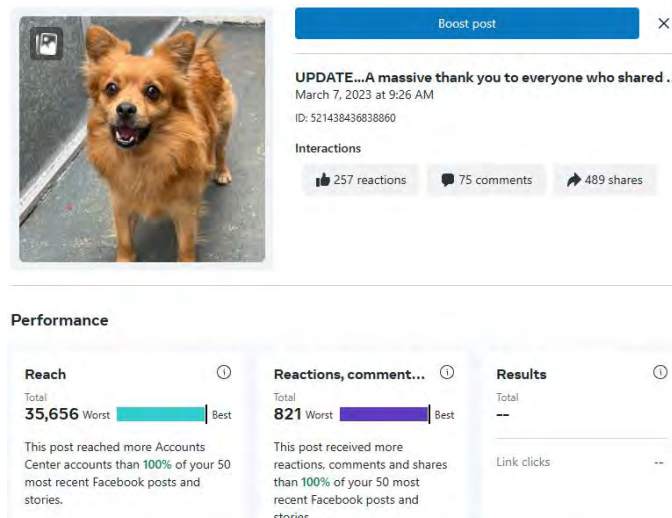 Boost post
UPDATE...A massive thank you to everyone who shared ..
March 7, 2023 at 9:26 AM
ID: 521438436838860
Interactions
257 reactions
75 comments
489 shares
Performance
Reach
Total
35,656 Worst Best
This post reached more Accounts
Center accounts than 100% of your 50
most recent Facebook posts and
stories.
Reactions, comment...
Total
821 Worst Best
This post received more
reactions, comments and shares
than 100% of your 50 most
recent Facebook posts and
stories.
Results
Total
--
Link clicks --